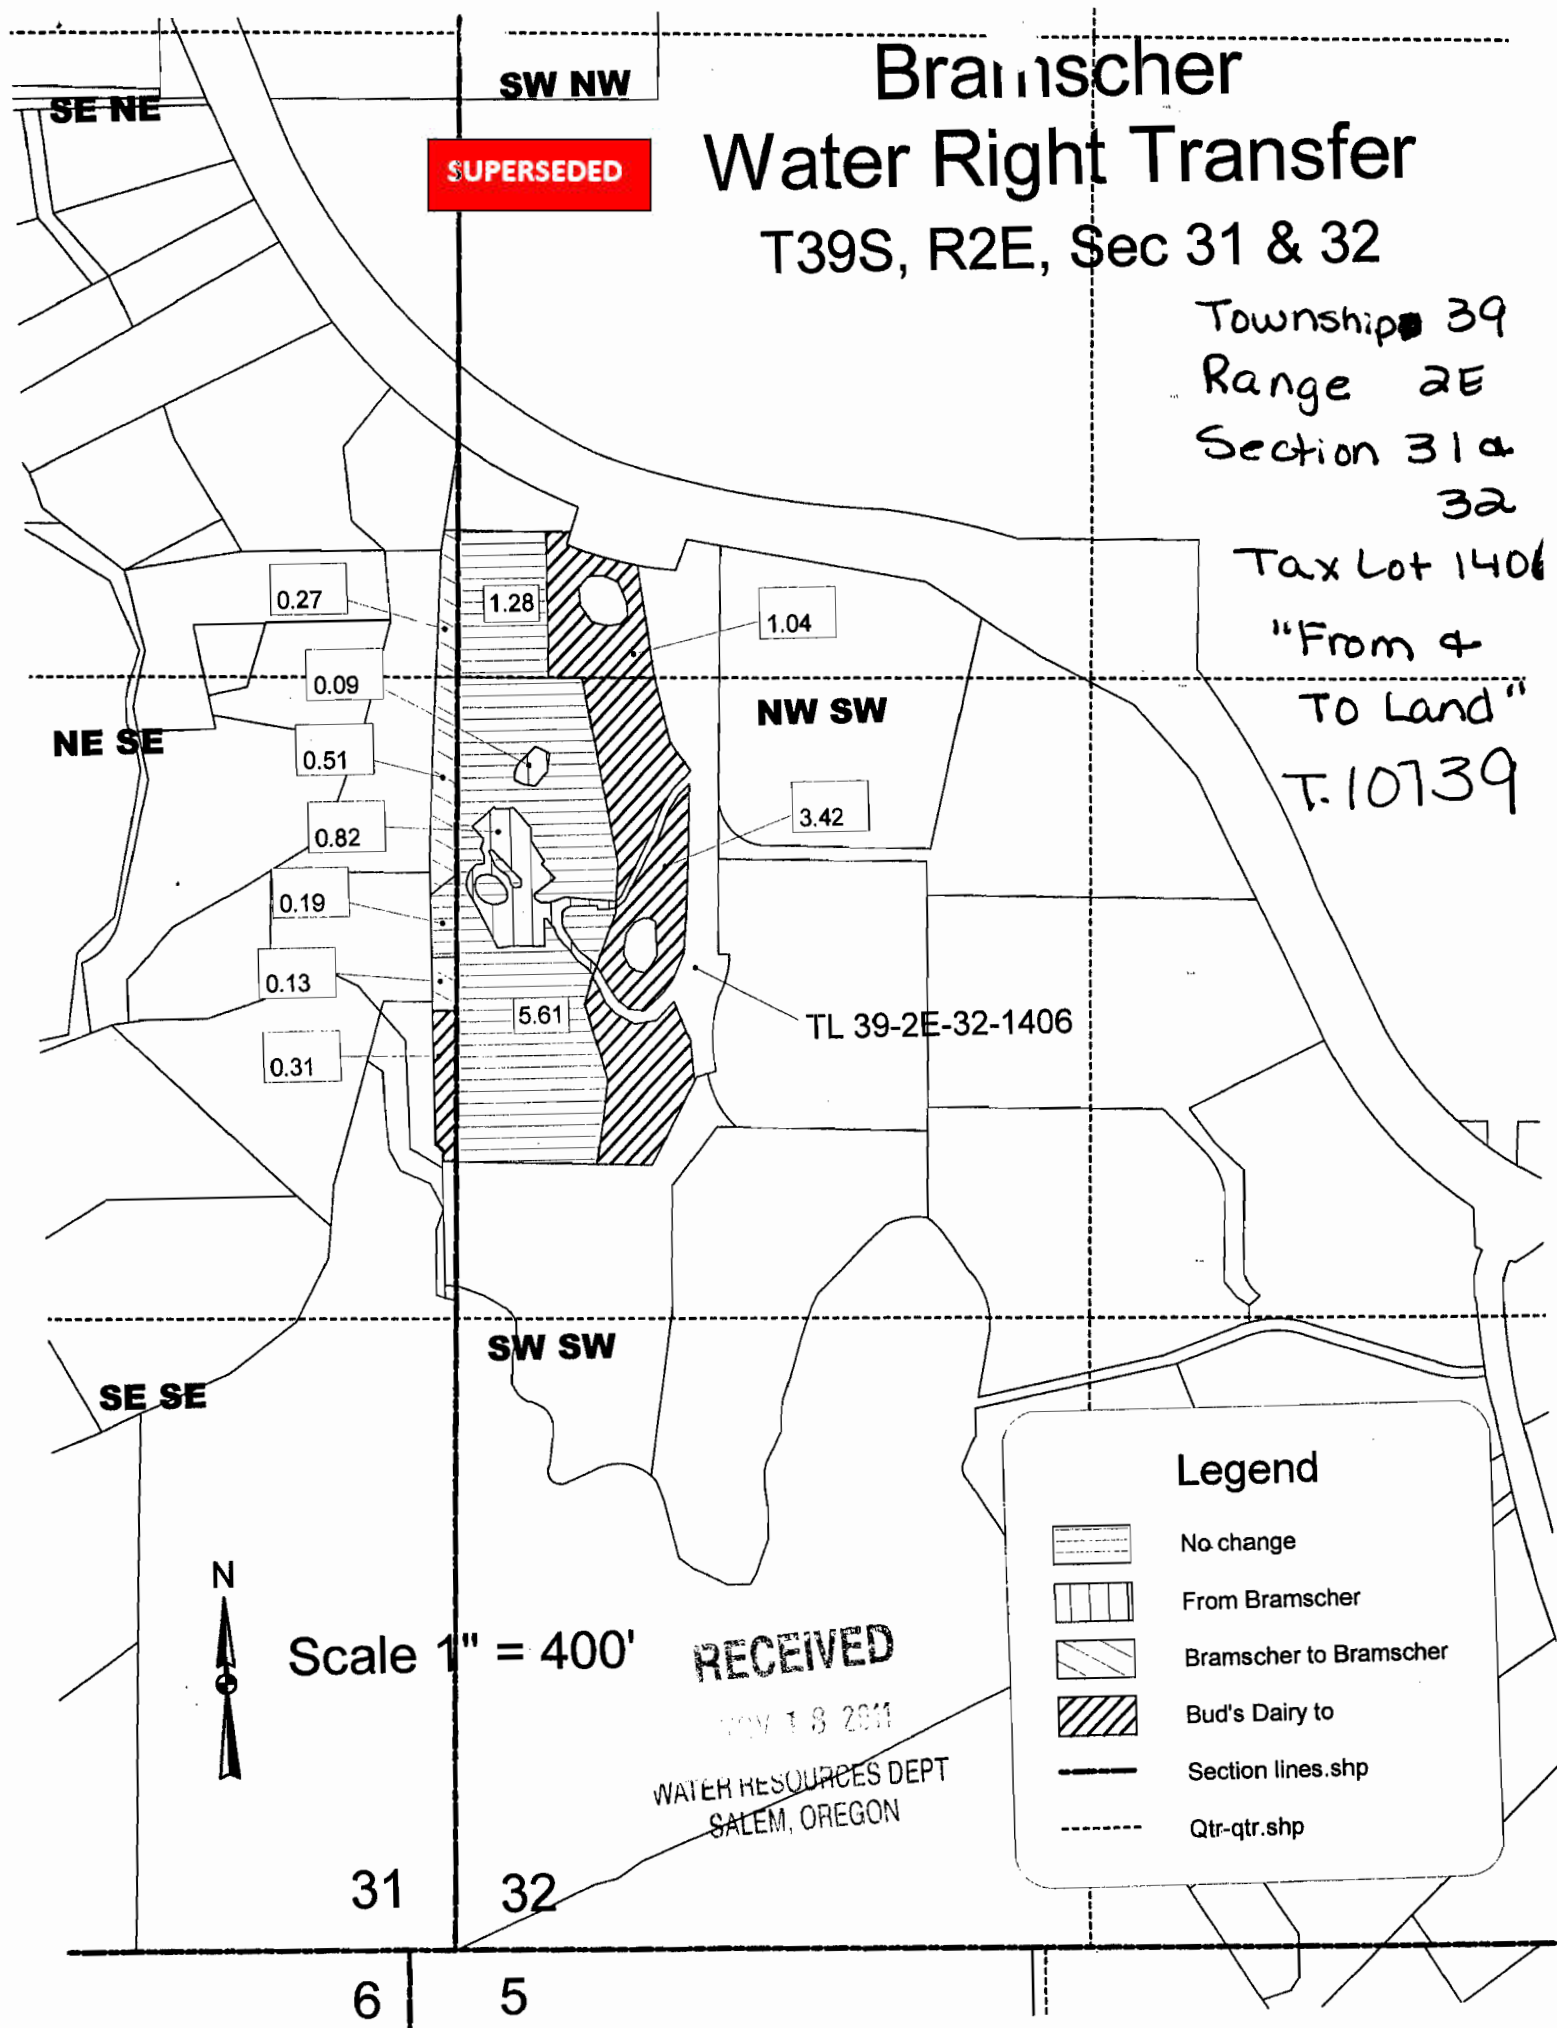 SW NW
SE NE
SUPERSEDED
Bramscher
Water Right Transfer
T39S, R2E, Sec 31 & 32
Township 39
Range 2E
Section 31 &
32
Tax Lot 1406
"From &
To Land"
T.10739
0.27
1.28
1.04
0.09
NW SW
NE SE
0.51
3.42
0.82
0.19
0.13
5.61
TL 39-2E-32-1406
0.31
SW SW
SE SE
Legend
No change
From Bramscher
Bramscher to Bramscher
Bud's Dairy to
Section lines.shp
Qtr-qtr.shp
N
Scale 1" = 400'
RECEIVED
NOV 18 2011
WATER RESOURCES DEPT
SALEM, OREGON
31
32
6
5